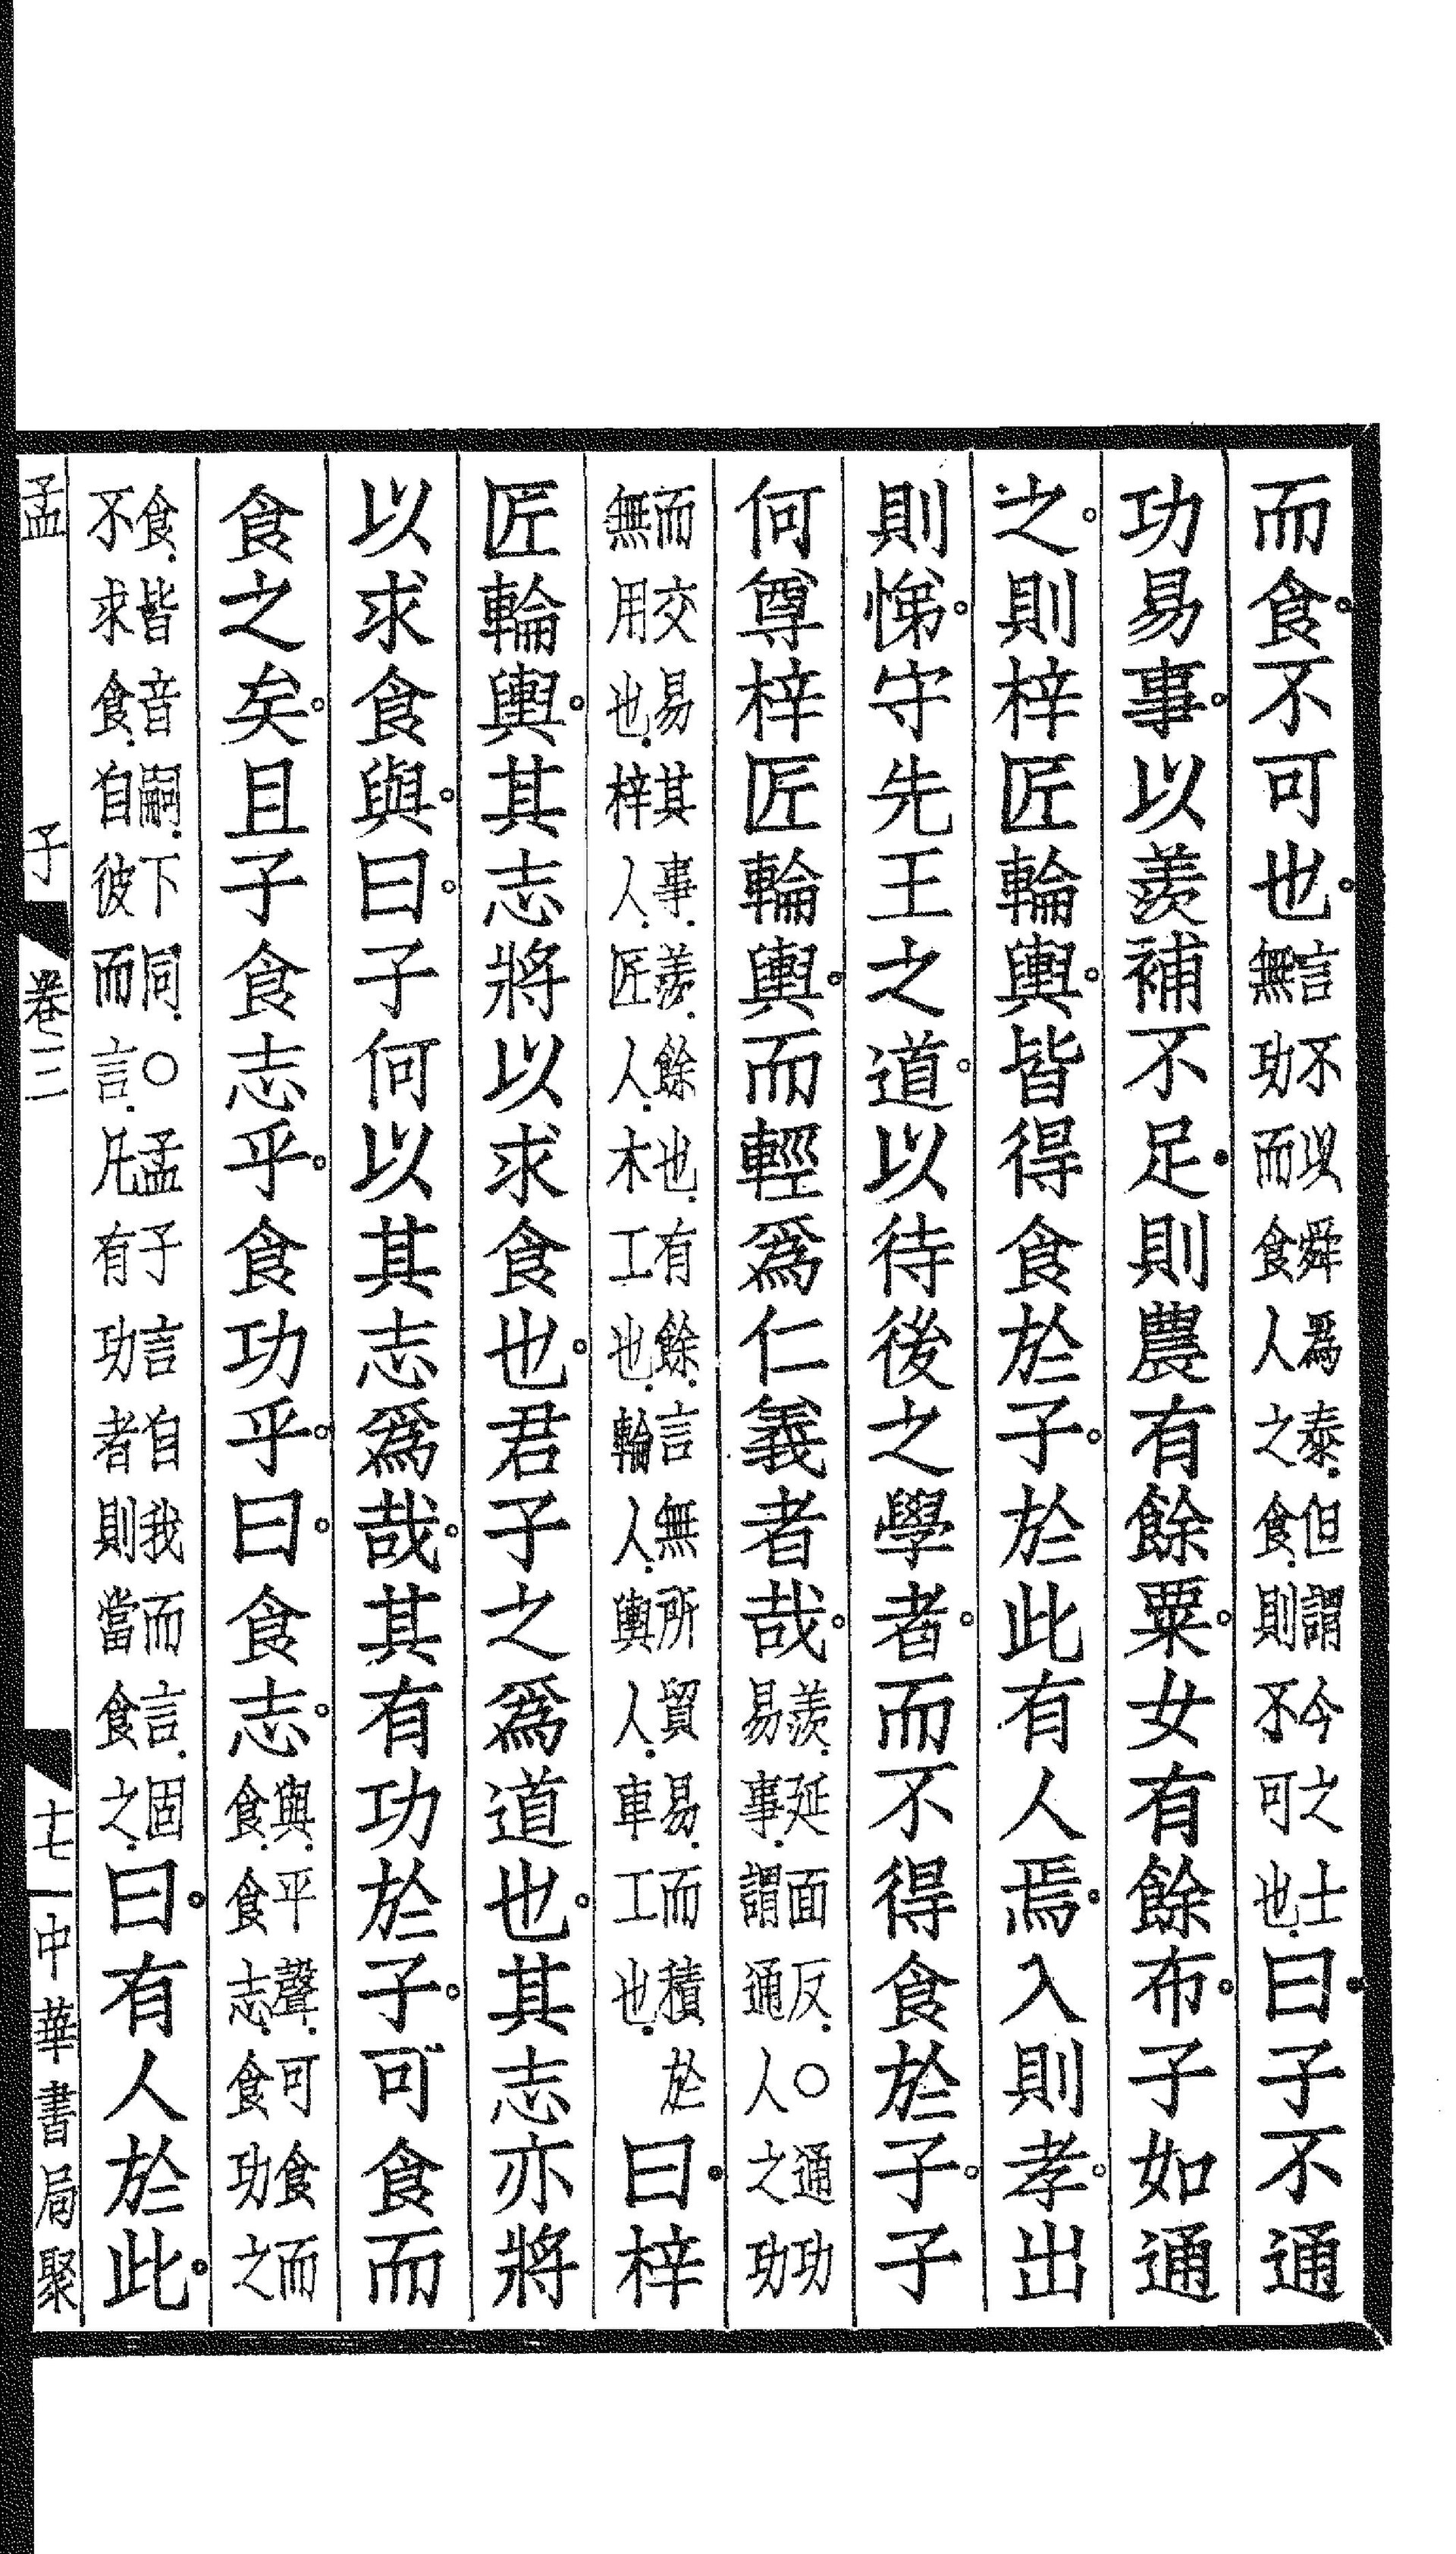 而食。不可也。言不以舜爲泰.但謂今之士無功而食人之食.則不可也.曰。子不通
功易事。以羨補不足。則農有餘粟。女有餘布。子如通
之。則梓匠輪輿。皆得食於子。於此有人焉。入則孝。出
則悌。守先王之道。以待後之學者。而不得食於子。子
何尊梓匠輪輿。而輕爲仁義者哉。羨.延面反.○通功易事.謂通人之功
而交易其事.羨.餘也.有餘.言無所貿易.而積於無用也.梓人.匠人.木工也.輪人.輿人.車工也.曰。梓
匠輪輿。其志將以求食也。君子之爲道也。其志亦將
以求食與。曰。子何以其志爲哉。其有功於子。可食而
食之矣。且子食志乎。食功乎。曰。食志。與.平聲.可食而食.食志.食功之
食.皆音嗣.下同.○孟子言自我而言.固不求食.自彼而言.凡有功者則當食之.曰。有人於此。
孟子 卷三 十七 中華書局聚